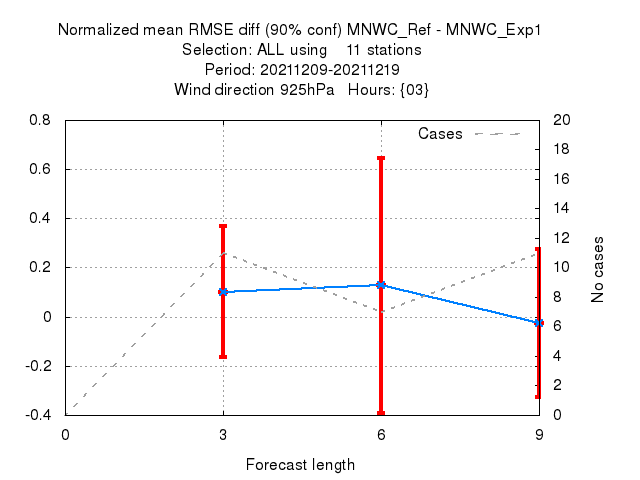 Normalized mean RMSE diff (90% conf) MNWC_Ref - MNWC_Exp1
Selection: ALL using    11 stations
Period: 20211209-20211219
Wind direction 925hPa   Hours: {03}
Cases
0.8
0.6
0.4
0.2
0
-0.2
-0.4
20
18
16
14
12
10
8
6
4
2
0
No cases
0 3 6 9
Forecast length